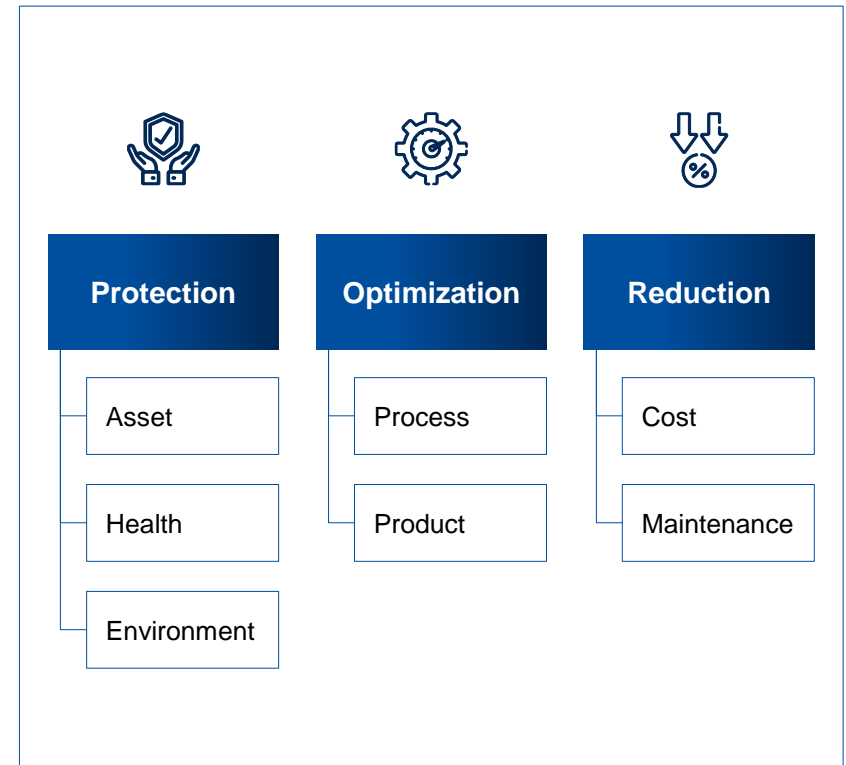 %
Protection
Asset
Health
Environment
Optimization
Process
Product
Reduction
Cost
Maintenance